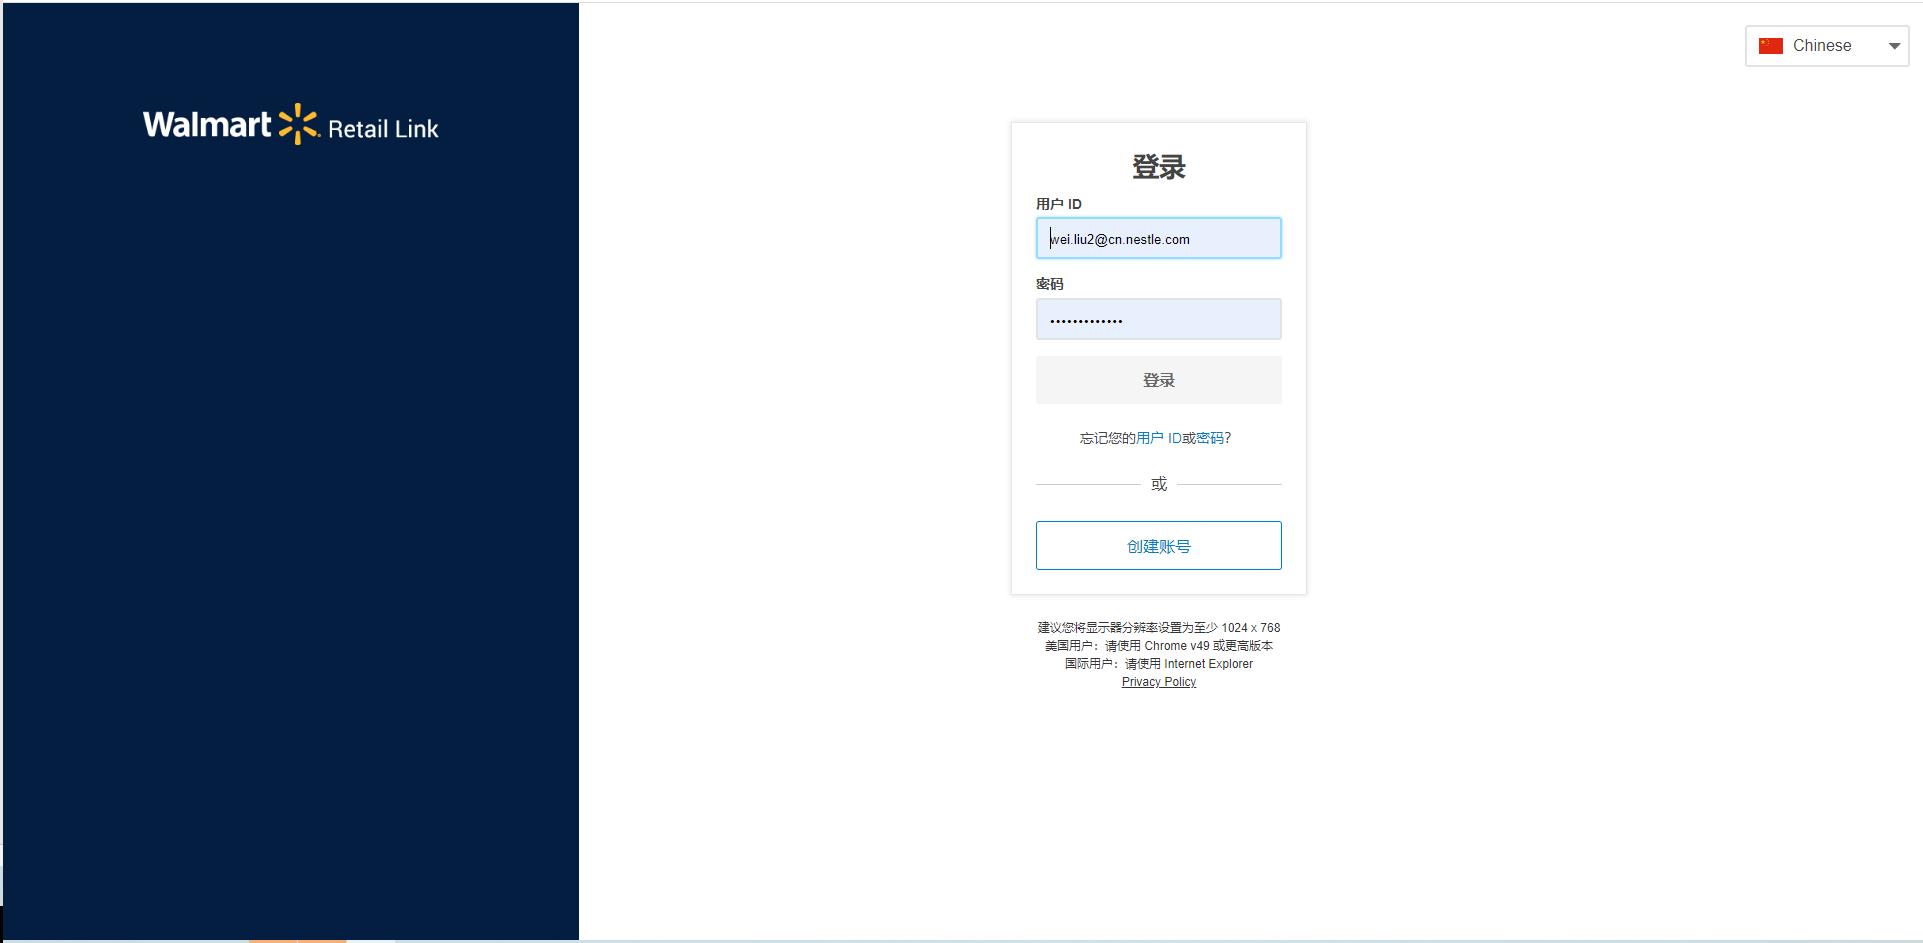 Walmart Retail Link
Chinese
登录
用户 ID
wei.liu2@cn.nestle.com
密码
•••••••••••••
登录
忘记您的用户 ID或密码?
或
创建账号
建议您将显示器分辨率设置为至少 1024 x 768
美国用户：请使用 Chrome v49 或更高版本
国际用户：请使用 Internet Explorer
Privacy Policy